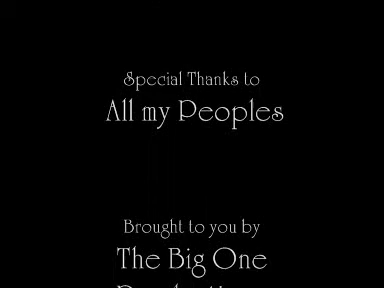 Special Thanks to
All my Peoples
Brought to you by
The Big One